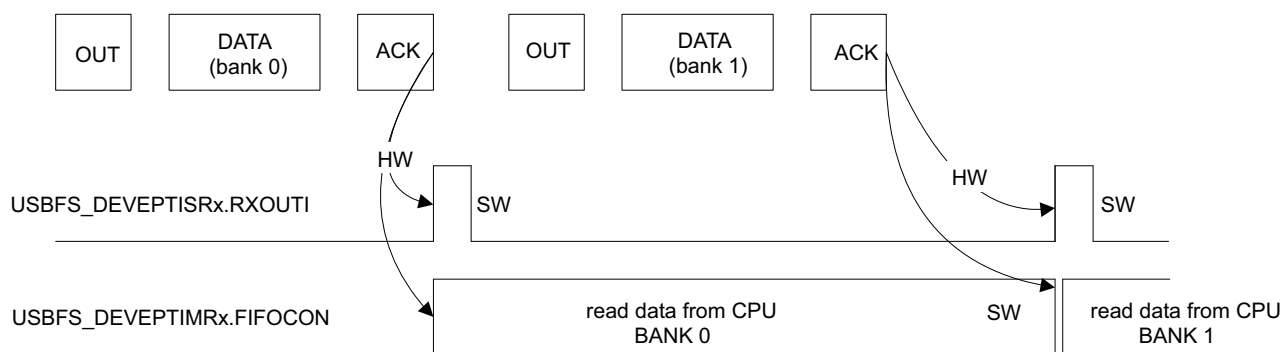 OUT
DATA
(bank 0)
ACK
OUT
DATA
(bank 1)
ACK
HW
HW
USBFS_DEVEPTISRx.RXOUTI
SW
SW
USBFS_DEVEPTIMRx.FIFOCON
read data from CPU
BANK 0
SW
read data from CPU
BANK 1